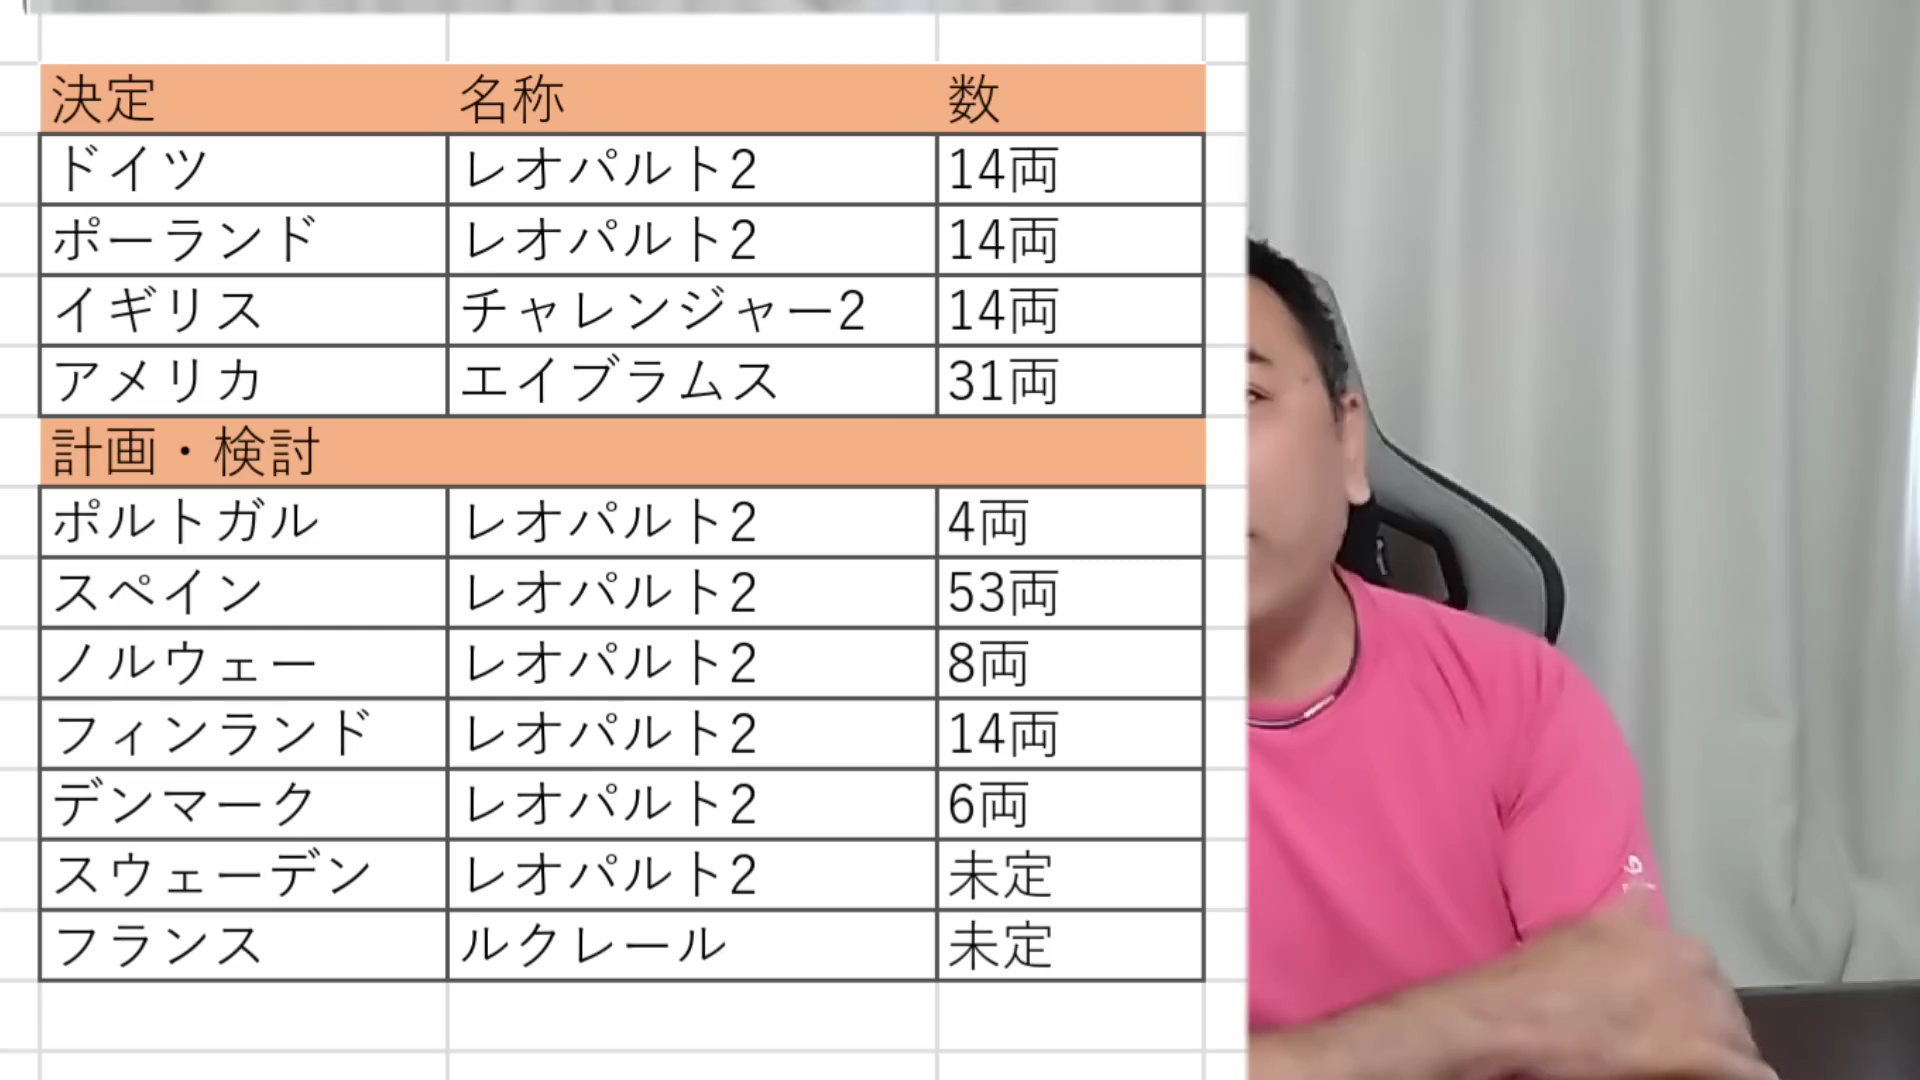 決定 名称 数
ドイツ レオパルト2 14両
ポーランド レオパルト2 14両
イギリス チャレンジャー2 14両
アメリカ エイブラムス 31両
計画・検討
ポルトガル レオパルト2 4両
スペイン レオパルト2 53両
ノルウェー レオパルト2 8両
フィンランド レオパルト2 14両
デンマーク レオパルト2 6両
スウェーデン レオパルト2 未定
フランス ルクレール 未定